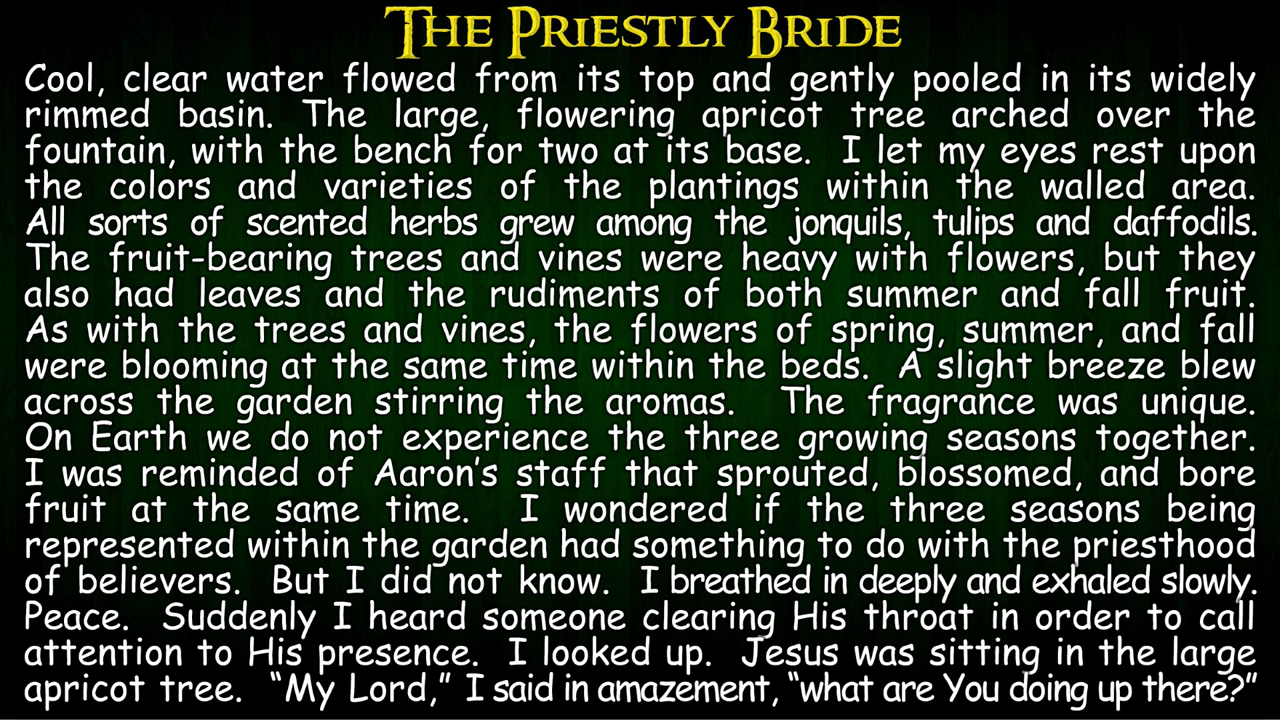 The Priestly Bride
Cool, clear water flowed from its top and gently pooled in its widely
rimmed basin. The large, flowering apricot tree arched over the
fountain, with the bench for two at its base. I let my eyes rest upon
the colors and varieties of the plantings within the walled area.
All sorts of scented herbs grew among the jonquils, tulips and daffodils.
The fruit-bearing trees and vines were heavy with flowers, but they
also had leaves and the rudiments of both summer and fall fruit.
As with the trees and vines, the flowers of spring, summer, and fall
were blooming at the same time within the beds. A slight breeze blew
across the garden stirring the aromas. The fragrance was unique.
On Earth we do not experience the three growing seasons together.
I was reminded of Aaron’s staff that sprouted, blossomed, and bore
fruit at the same time. I wondered if the three seasons being
represented within the garden had something to do with the priesthood
of believers. But I did not know. I breathed in deeply and exhaled slowly.
Peace. Suddenly I heard someone clearing His throat in order to call
attention to His presence. I looked up. Jesus was sitting in the large
apricot tree. “My Lord,” I said in amazement, “what are You doing up there?”